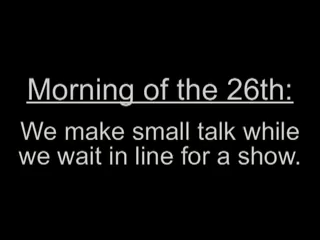 Morning of the 26th:
We make small talk while
we wait in line for a show.